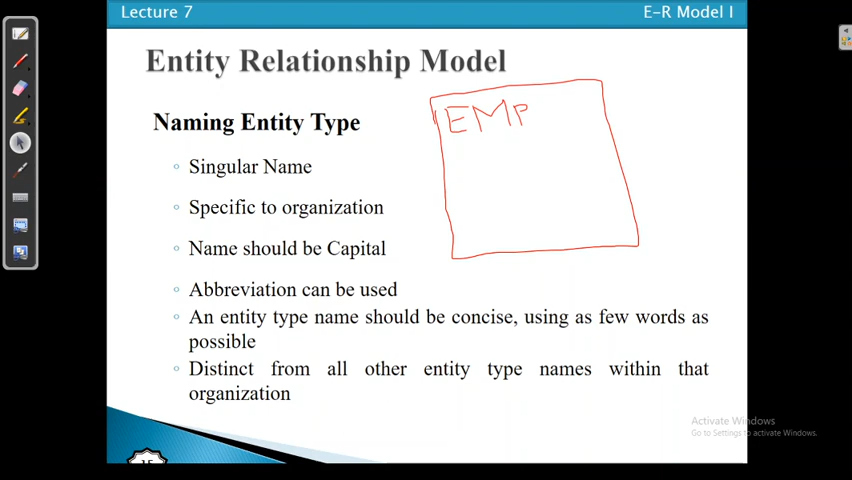 Lecture 7
E-R Model I
Entity Relationship Model
EMP
Naming Entity Type
Singular Name
Specific to organization
Name should be Capital
Abbreviation can be used
An entity type name should be concise, using as few words as
possible
Distinct from all other entity type names within that
organization
Activate Windows
Go to Settings to activate Windows.
15